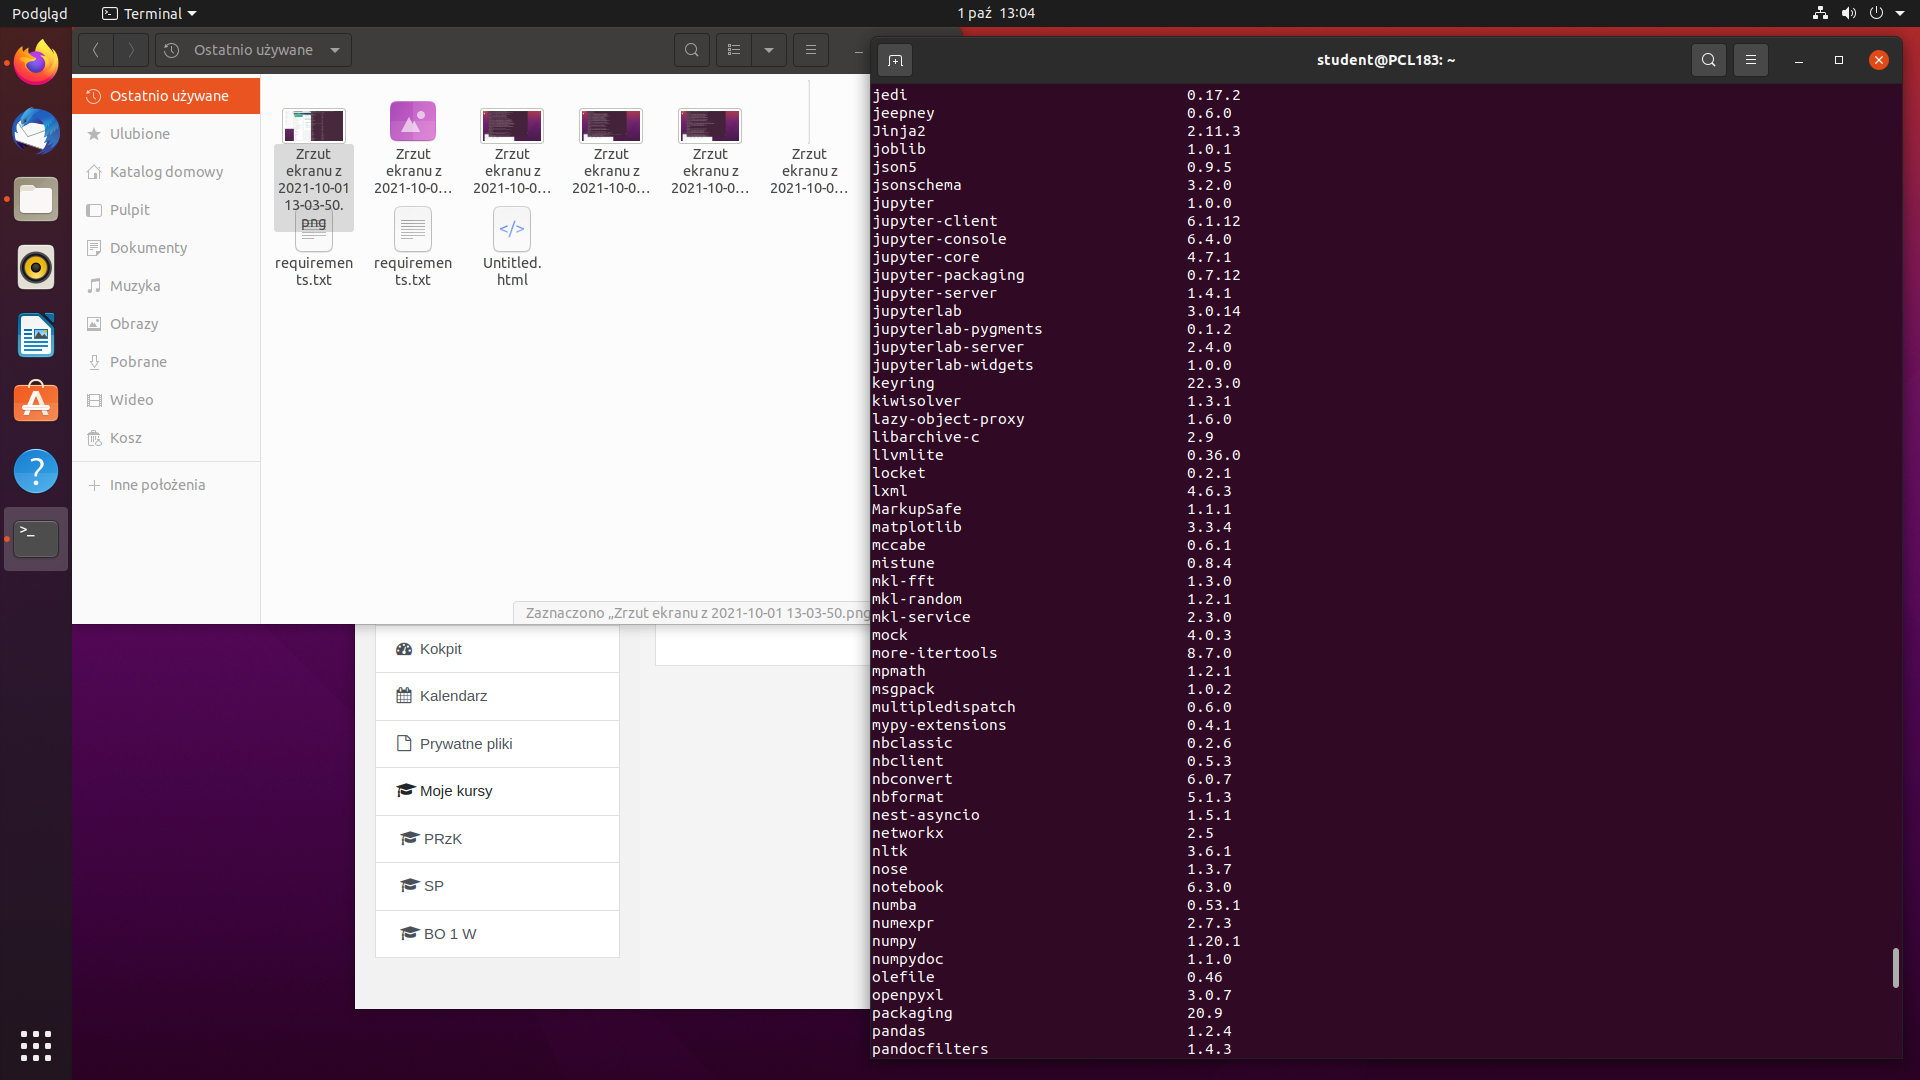 Podgląd
Terminal
1 paź 13:04
Ostatnio używane
Ostatnio używane
Ulubione
Katalog domowy
Pulpit
Dokumenty
Muzyka
Obrazy
Pobrane
Wideo
Kosz
Inne położenia
Zrzut
ekranu z
2021-10-01
13-03-50.
png
Zrzut
ekranu z
2021-10-0…
Zrzut
ekranu z
2021-10-0…
Zrzut
ekranu z
2021-10-0…
Zrzut
ekranu z
2021-10-0…
Zrzut
ekranu z
2021-10-0…
requiremen
ts.txt
requiremen
ts.txt
</>
Untitled.
html
Zaznaczono „Zrzut ekranu z 2021-10-01 13-03-50.png
Kokpit
Kalendarz
Prywatne pliki
Moje kursy
PRzK
SP
BO 1 W
student@PCL183: ~
jedi 0.17.2
jeepney 0.6.0
Jinja2 2.11.3
joblib 1.0.1
json5 0.9.5
jsonschema 3.2.0
jupyter 1.0.0
jupyter-client 6.1.12
jupyter-console 6.4.0
jupyter-core 4.7.1
jupyter-packaging 0.7.12
jupyter-server 1.4.1
jupyterlab 3.0.14
jupyterlab-pygments 0.1.2
jupyterlab-server 2.4.0
jupyterlab-widgets 1.0.0
keyring 22.3.0
kiwisolver 1.3.1
lazy-object-proxy 1.6.0
libarchive-c 2.9
llvmlite 0.36.0
locket 0.2.1
lxml 4.6.3
MarkupSafe 1.1.1
matplotlib 3.3.4
mccabe 0.6.1
mistune 0.8.4
mkl-fft 1.3.0
mkl-random 1.2.1
mkl-service 2.3.0
mock 4.0.3
more-itertools 8.7.0
mpmath 1.2.1
msgpack 1.0.2
multipledispatch 0.6.0
mypy-extensions 0.4.1
nbclassic 0.2.6
nbclient 0.5.3
nbconvert 6.0.7
nbformat 5.1.3
nest-asyncio 1.5.1
networkx 2.5
nltk 3.6.1
nose 1.3.7
notebook 6.3.0
numba 0.53.1
numexpr 2.7.3
numpy 1.20.1
numpydoc 1.1.0
olefile 0.46
openpyxl 3.0.7
packaging 20.9
pandas 1.2.4
pandocfilters 1.4.3